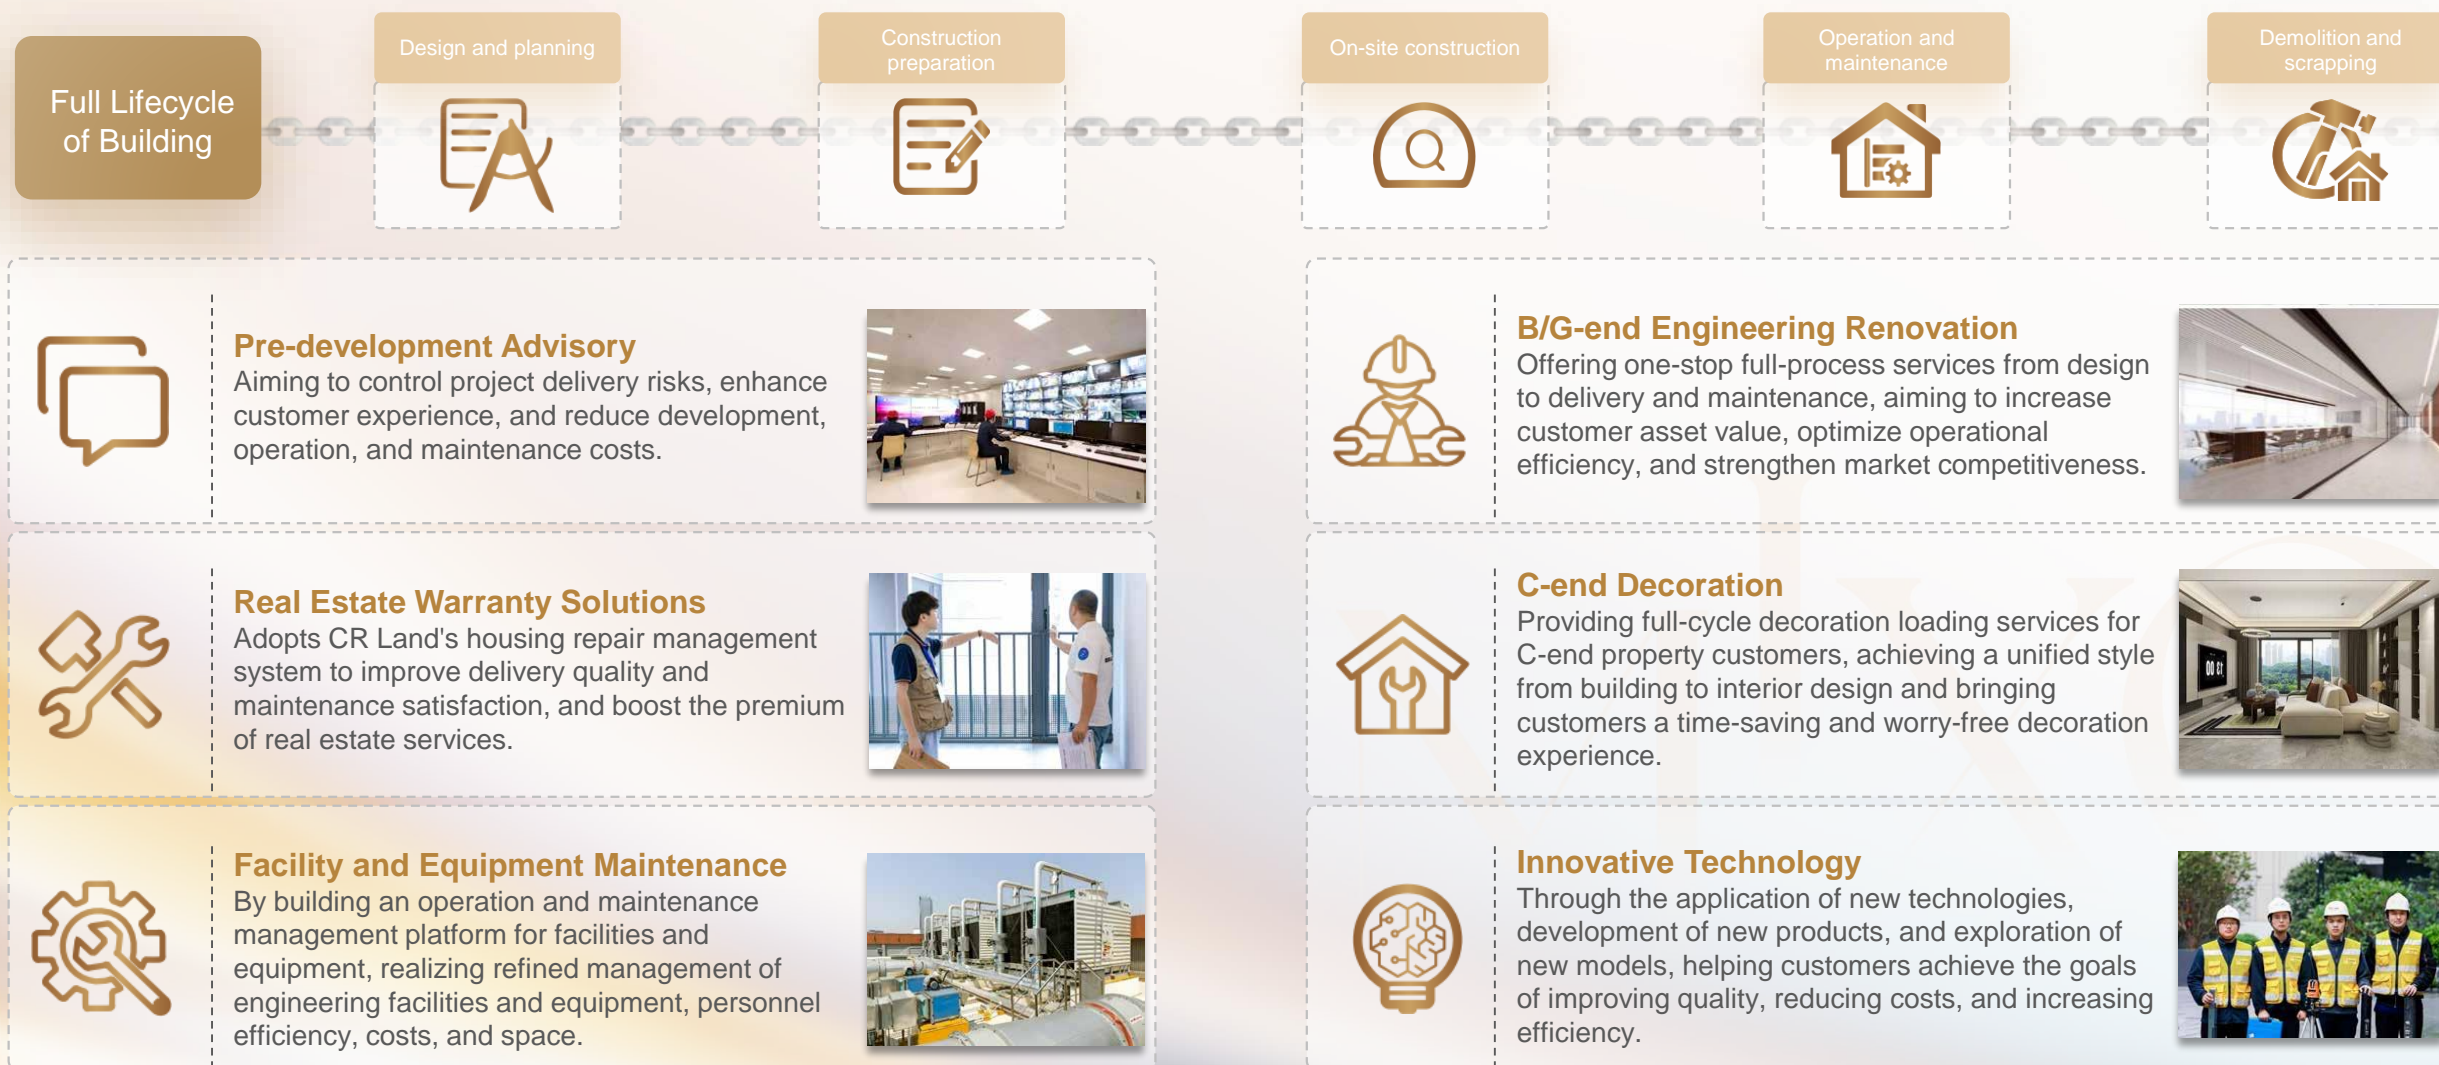 Full Lifecycle
of Building
Design and planning
Construction
preparation
On-site construction
Operation and
maintenance
Demolition and
scrapping
Pre-development Advisory
Aiming to control project delivery risks, enhance
customer experience, and reduce development,
operation, and maintenance costs.
B/G-end Engineering Renovation
Offering one-stop full-process services from design
to delivery and maintenance, aiming to increase
customer asset value, optimize operational
efficiency, and strengthen market competitiveness.
Real Estate Warranty Solutions
Adopts CR Land's housing repair management
system to improve delivery quality and
maintenance satisfaction, and boost the premium
of real estate services.
C-end Decoration
Providing full-cycle decoration loading services for
C-end property customers, achieving a unified style
from building to interior design and bringing
customers a time-saving and worry-free decoration
experience.
Facility and Equipment Maintenance
By building an operation and maintenance
management platform for facilities and
equipment, realizing refined management of
engineering facilities and equipment, personnel
efficiency, costs, and space.
Innovative Technology
Through the application of new technologies,
development of new products, and exploration of
new models, helping customers achieve the goals
of improving quality, reducing costs, and increasing
efficiency.